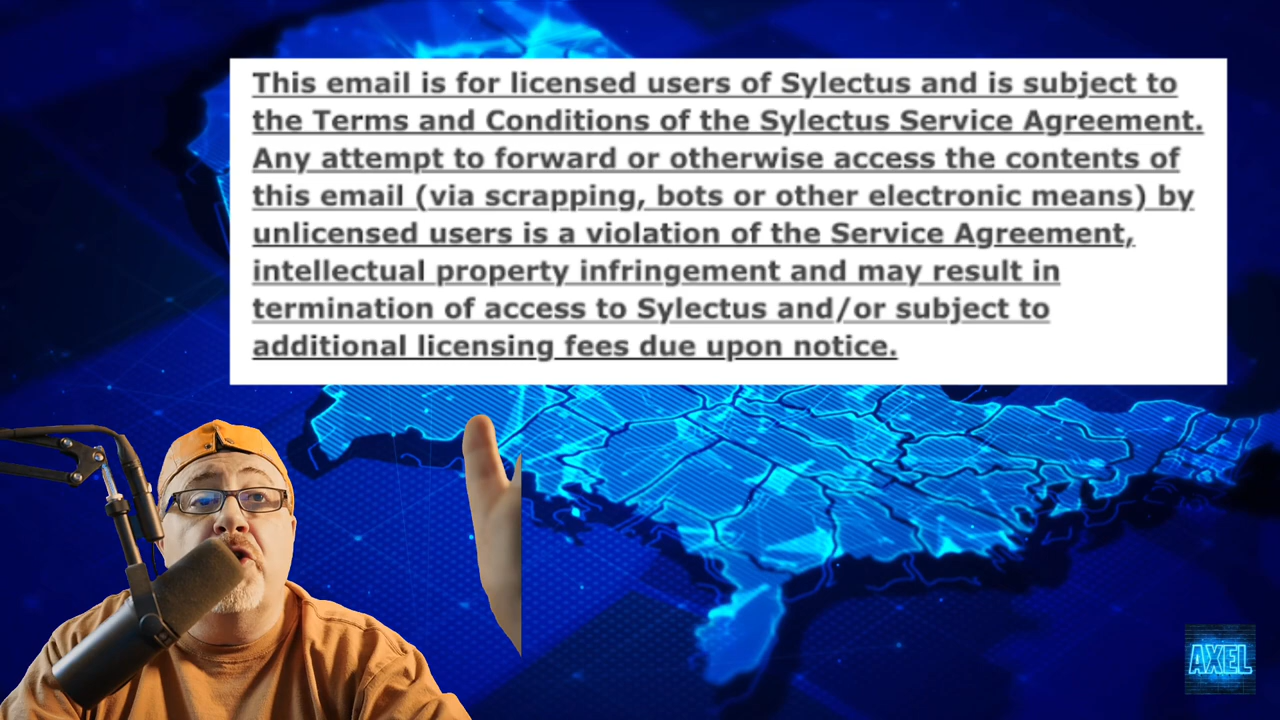 This email is for licensed users of Sylectus and is subject to
the Terms and Conditions of the Sylectus Service Agreement.
Any attempt to forward or otherwise access the contents of
this email (via scrapping, bots or other electronic means) by
unlicensed users is a violation of the Service Agreement,
intellectual property infringement and may result in
termination of access to Sylectus and/or subject to
additional licensing fees due upon notice.
AXEL